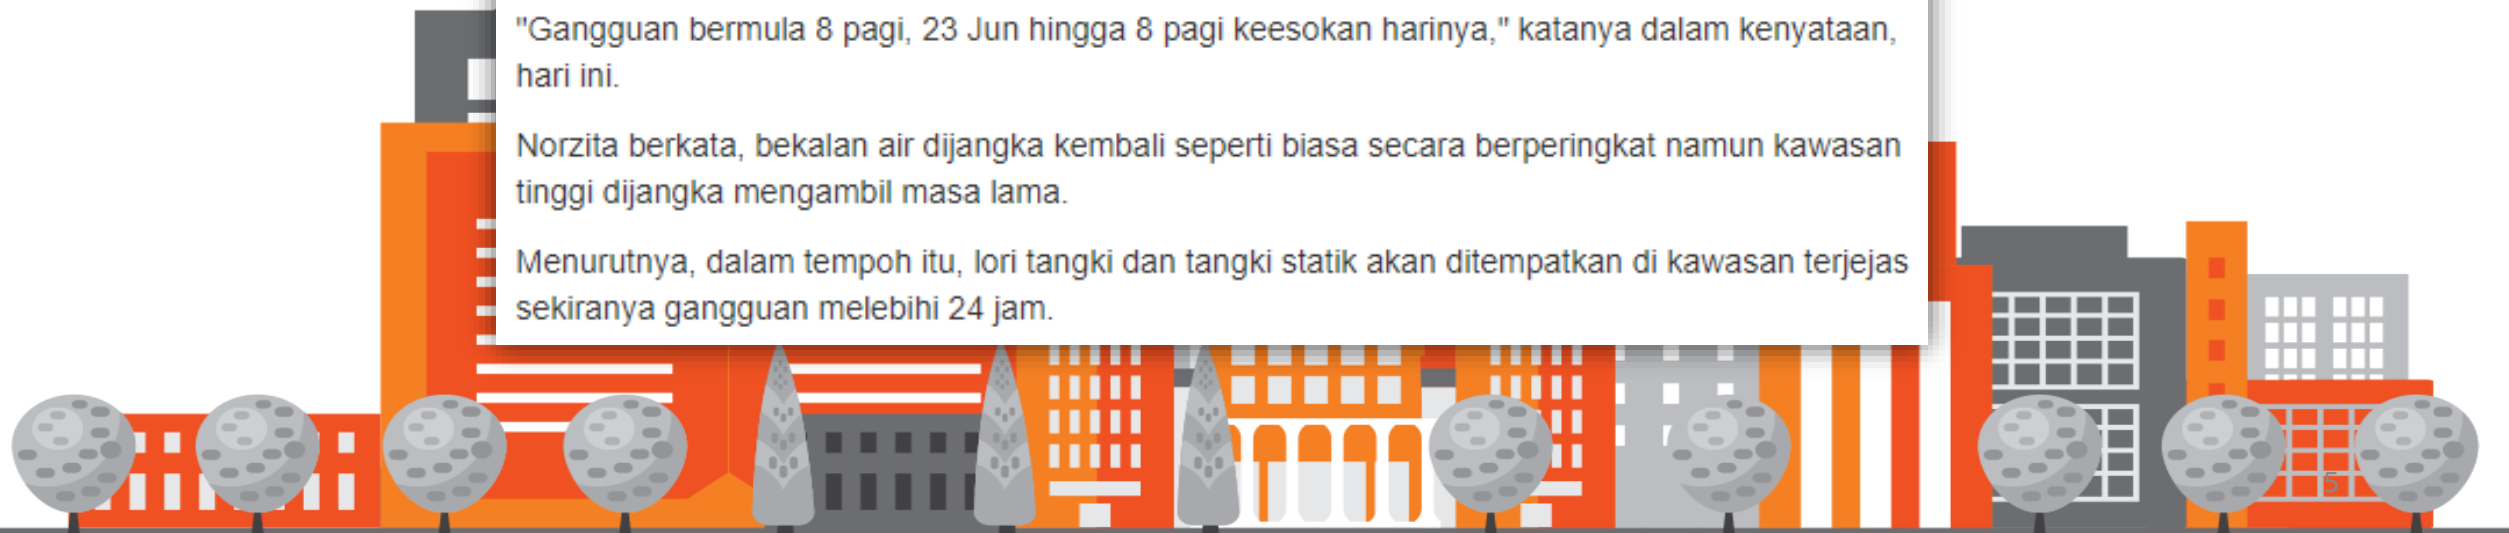 "Gangguan bermula 8 pagi, 23 Jun hingga 8 pagi keesokan harinya," katanya dalam kenyataan,
hari ini.
Norzita berkata, bekalan air dijangka kembali seperti biasa secara berperingkat namun kawasan
tinggi dijangka mengambil masa lama.
Menurutnya, dalam tempoh itu, lori tangki dan tangki statik akan ditempatkan di kawasan terjejas
sekiranya gangguan melebihi 24 jam.
5